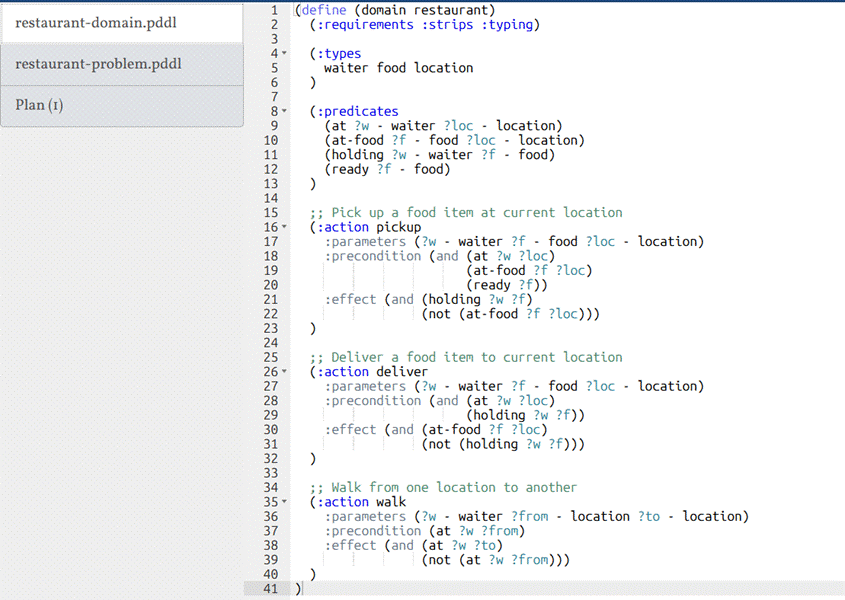 restaurant-domain.pddl
restaurant-problem.pddl
Plan (1)
1 (define (domain restaurant)
2 (:requirements :strips :typing)
3
4 (:types
5 waiter food location
6 )
7
8 (:predicates
9 (at ?w - waiter ?loc - location)
10 (at-food ?f - food ?loc - location)
11 (holding ?w - waiter ?f - food)
12 (ready ?f - food)
13 )
14
15 ;; Pick up a food item at current location
16 (:action pickup
17 :parameters (?w - waiter ?f - food ?loc - location)
18 :precondition (and (at ?w ?loc)
19 (at-food ?f ?loc)
20 (ready ?f))
21 :effect (and (holding ?w ?f)
22 (not (at-food ?f ?loc)))
23 )
24
25 ;; Deliver a food item to current location
26 (:action deliver
27 :parameters (?w - waiter ?f - food ?loc - location)
28 :precondition (and (at ?w ?loc)
29 (holding ?w ?f))
30 :effect (and (at-food ?f ?loc)
31 (not (holding ?w ?f)))
32 )
33
34 ;; Walk from one location to another
35 (:action walk
36 :parameters (?w - waiter ?from - location ?to - location)
37 :precondition (at ?w ?from)
38 :effect (and (at ?w ?to)
39 (not (at ?w ?from)))
40 )
41 )